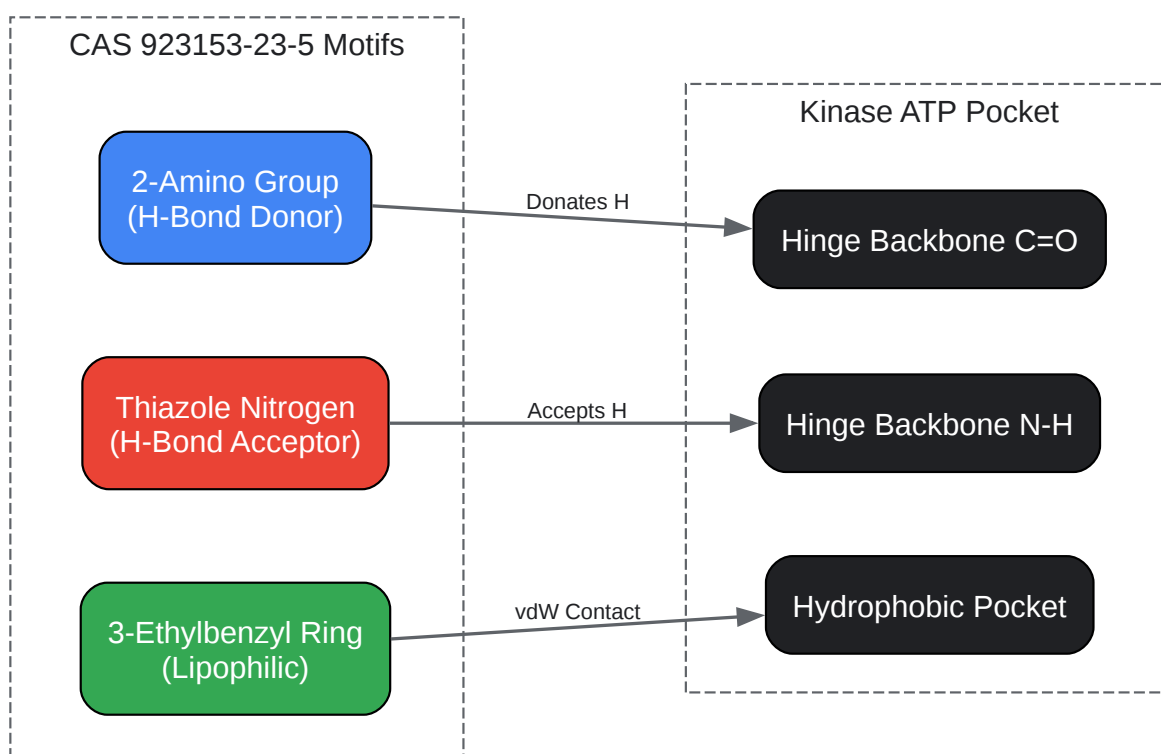 CAS 923153-23-5 Motifs
Kinase ATP Pocket
2-Amino Group
(H-Bond Donor)
Donates H
Hinge Backbone C=O
Thiazole Nitrogen
(H-Bond Acceptor)
Accepts H
Hinge Backbone N-H
3-Ethylbenzyl Ring
(Lipophilic)
vdW Contact
Hydrophobic Pocket